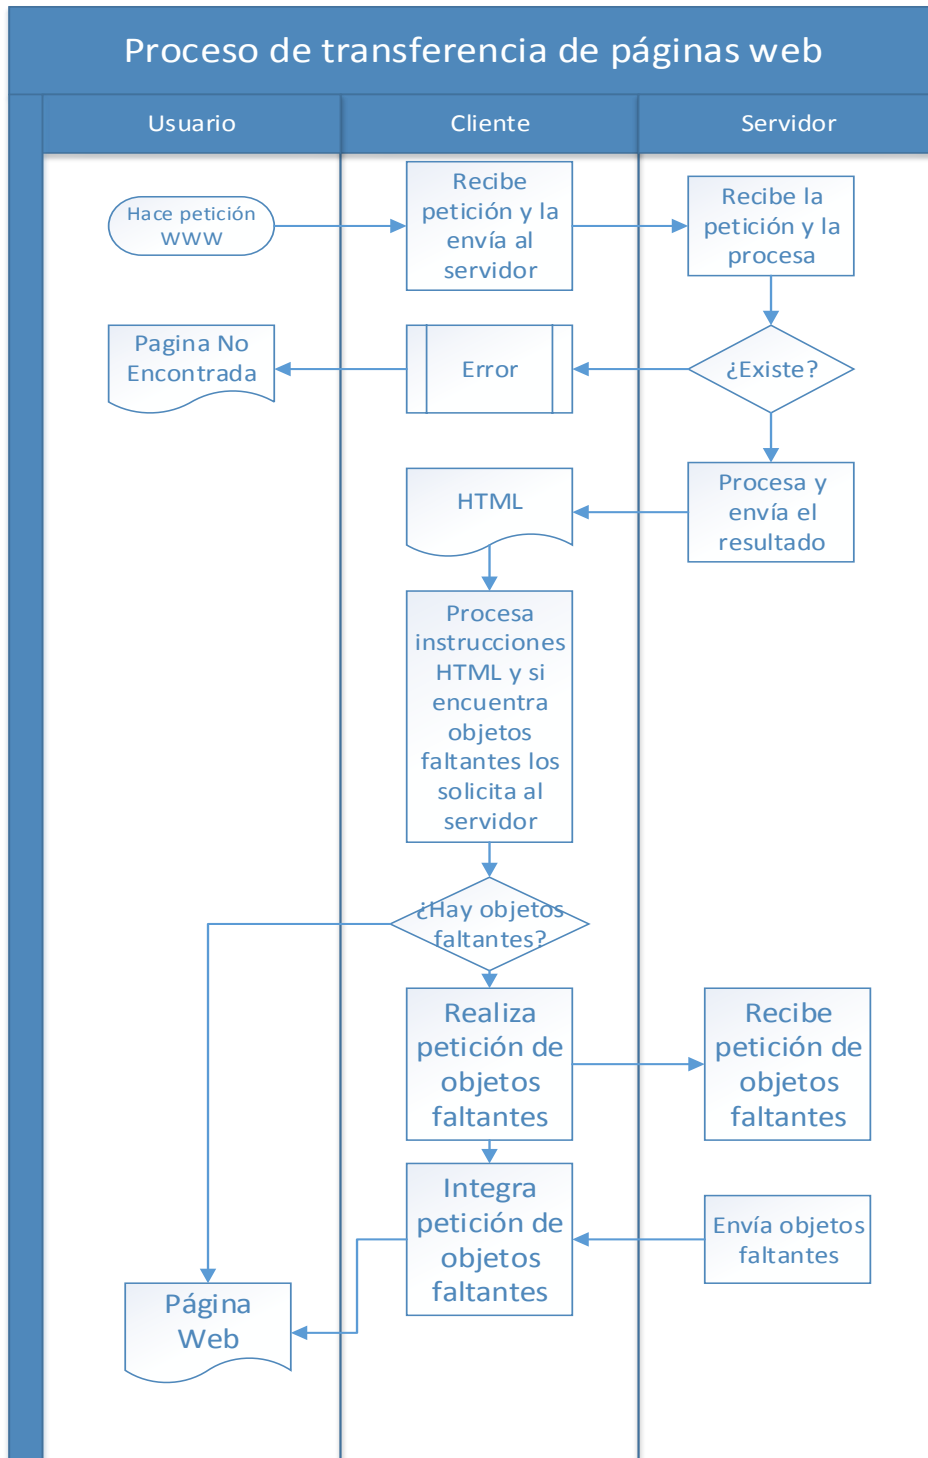 Proceso de transferencia de páginas web
Usuario
Cliente
Servidor
Hace petición
WWW
Recibe
petición y la
envía al
servidor
Recibe la
petición y la
procesa
Pagina No
Encontrada
Error
¿Existe?
HTML
Procesa y
envía el
resultado
Procesa
instrucciones
HTML y si
encuentra
objetos
faltantes los
solicita al
servidor
¿Hay objetos
faltantes?
Realiza
petición de
objetos
faltantes
Recibe
petición de
objetos
faltantes
Integra
petición de
objetos
faltantes
Envía objetos
faltantes
Página
Web